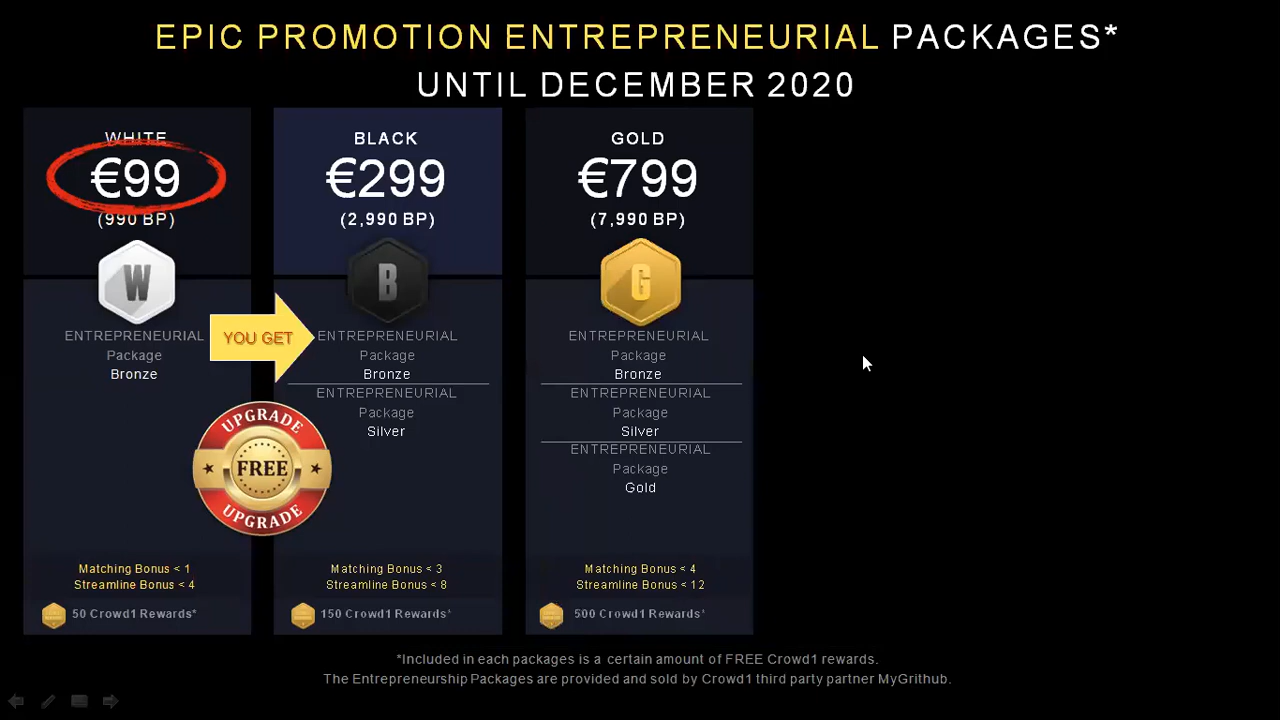 EPIC PROMOTION ENTREPRENEURIAL PACKAGES*
UNTIL DECEMBER 2020
WHITE
€99
(990 BP)
W
ENTREPRENEURIAL
Package
Bronze
Matching Bonus < 1
Streamline Bonus < 4
50 Crowd1 Rewards*
YOU GET
UPGRADE
FREE
UPGRADE
BLACK
€299
(2,990 BP)
B
ENTREPRENEURIAL
Package
Bronze
ENTREPRENEURIAL
Package
Silver
Matching Bonus < 3
Streamline Bonus < 8
150 Crowd1 Rewards*
GOLD
€799
(7,990 BP)
G
ENTREPRENEURIAL
Package
Bronze
ENTREPRENEURIAL
Package
Silver
ENTREPRENEURIAL
Package
Gold
Matching Bonus < 4
Streamline Bonus < 12
500 Crowd1 Rewards*
*Included in each packages is a certain amount of FREE Crowd1 rewards.
The Entrepreneurship Packages are provided and sold by Crowd1 third party partner MyGrithub.